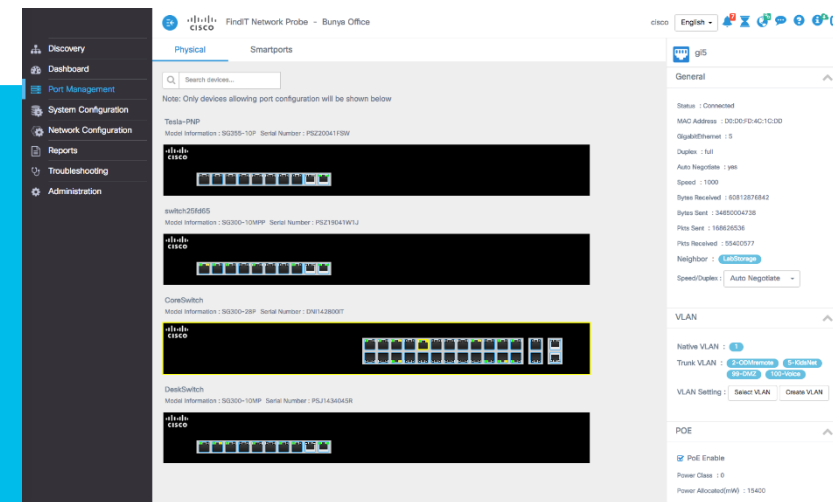 cisco FindIT Network Probe - Bunya Office
cisco English
Discovery
Dashboard
Port Management
System Configuration
Network Configuration
Reports
Troubleshooting
Administration
Physical Smartports
Search devices...
Note: Only devices allowing port configuration will be shown below
Tesla-PNP
Model Information : SG355-10P Serial Number : PSZ20041FSW
cisco
switch25fd65
Model Information : SG300-10MPP Serial Number : PSZ19041W1J
cisco
CoreSwitch
Model Information : SG300-28P Serial Number : DNI142800IT
cisco
DeskSwitch
Model Information : SG300-10MP Serial Number : PSJ1434045R
cisco
gi5
General
Status : Connected
MAC Address : D0:D0:FD:4C:1C:DD
GigabitEthernet : 5
Duplex : full
Auto Negotiate : yes
Speed : 1000
Bytes Received : 60812876842
Bytes Sent : 34650004726
Pkts Sent : 168626536
Pkts Received : 55400577
Neighbor : LabStorage
Speed/Duplex : Auto Negotiate
VLAN
Native VLAN : 1
Trunk VLAN : 2-ODMremote 5-KidsNet
99-DMZ 100-Voice
VLAN Setting : Select VLAN Create VLAN
POE
PoE Enable
Power Class : 0
Power Allocated(mW) : 15400